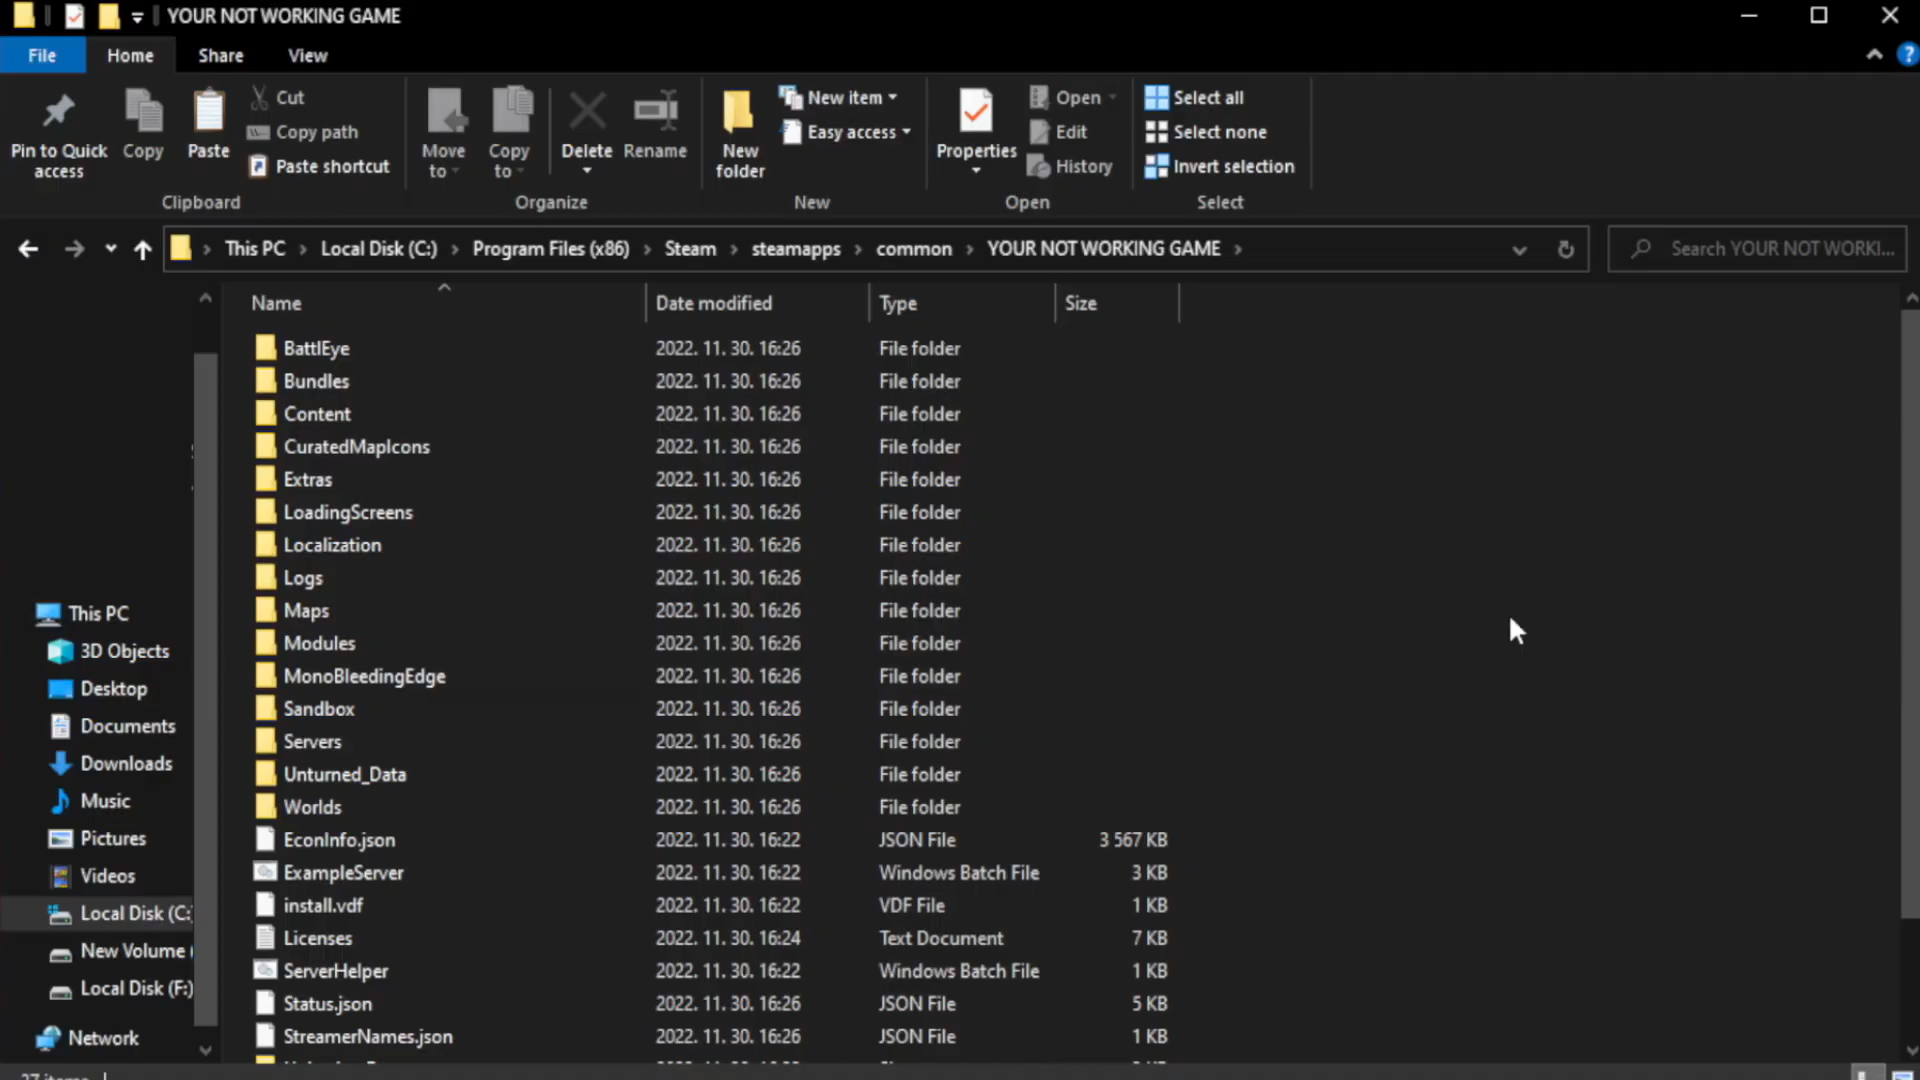 YOUR NOT WORKING GAME
File Home Share View
Pin to Quick access
Copy
Paste
Cut
Copy path
Paste shortcut
Clipboard
Move to
Copy to
Delete
Rename
Organize
New folder
New item
Easy access
New
Properties
Open
Edit
History
Open
Select all
Select none
Invert selection
Select
This PC Local Disk (C:) Program Files (x86) Steam steamapps common YOUR NOT WORKING GAME
Search YOUR NOT WORKI...
This PC
3D Objects
Desktop
Documents
Downloads
Music
Pictures
Videos
Local Disk (C:
New Volume (
Local Disk (F:)
Network
Name Date modified Type Size
BattlEye 2022. 11. 30. 16:26 File folder
Bundles 2022. 11. 30. 16:26 File folder
Content 2022. 11. 30. 16:26 File folder
CuratedMapIcons 2022. 11. 30. 16:26 File folder
Extras 2022. 11. 30. 16:26 File folder
LoadingScreens 2022. 11. 30. 16:26 File folder
Localization 2022. 11. 30. 16:26 File folder
Logs 2022. 11. 30. 16:26 File folder
Maps 2022. 11. 30. 16:26 File folder
Modules 2022. 11. 30. 16:26 File folder
MonoBleedingEdge 2022. 11. 30. 16:26 File folder
Sandbox 2022. 11. 30. 16:26 File folder
Servers 2022. 11. 30. 16:26 File folder
Unturned_Data 2022. 11. 30. 16:26 File folder
Worlds 2022. 11. 30. 16:26 File folder
EconInfo.json 2022. 11. 30. 16:22 JSON File 3 567 KB
ExampleServer 2022. 11. 30. 16:22 Windows Batch File 3 KB
install.vdf 2022. 11. 30. 16:22 VDF File 1 KB
Licenses 2022. 11. 30. 16:24 Text Document 7 KB
ServerHelper 2022. 11. 30. 16:22 Windows Batch File 1 KB
Status.json 2022. 11. 30. 16:26 JSON File 5 KB
StreamerNames.json 2022. 11. 30. 16:26 JSON File 1 KB